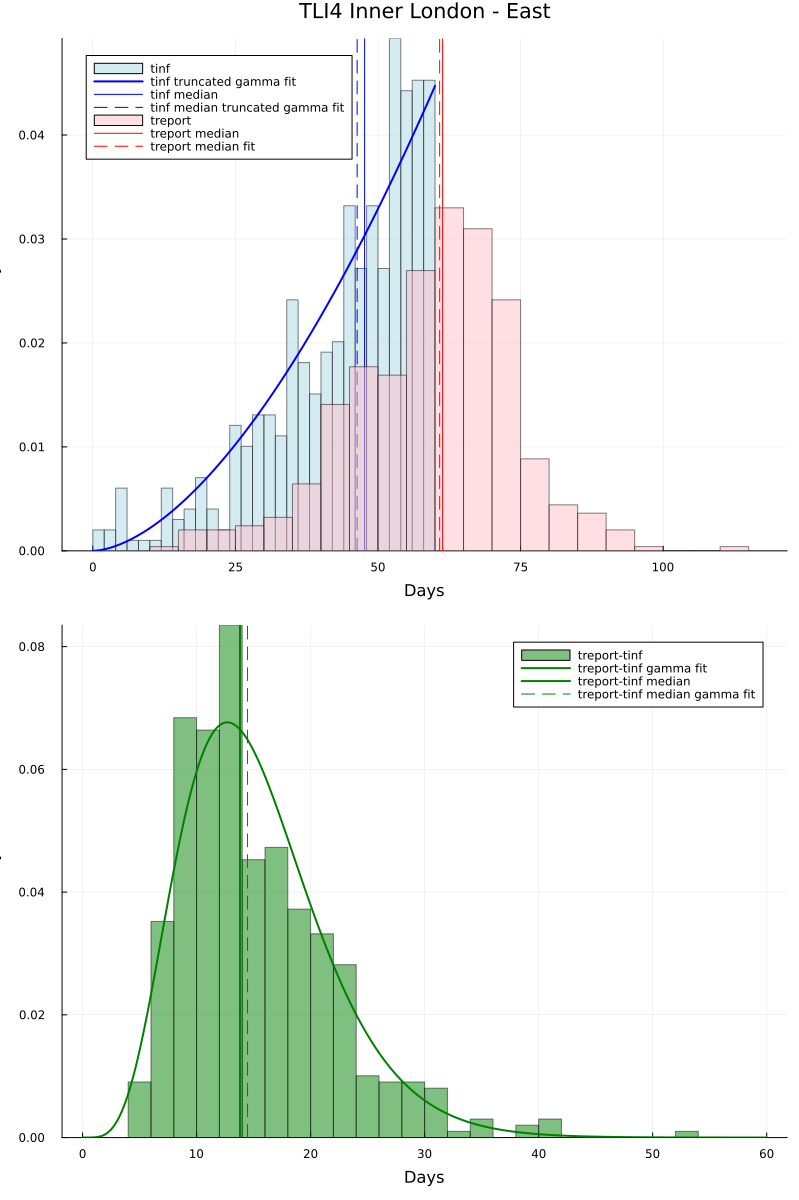 TLI4 Inner London - East
tinf
tinf truncated gamma fit
tinf median
tinf median truncated gamma fit
treport
treport median
treport median fit
0.04
0.03
0.02
0.01
0.00
0 25 50 75 100
Days
treport-tinf
treport-tinf gamma fit
treport-tinf median
treport-tinf median gamma fit
0.08
0.06
0.04
0.02
0.00
0 10 20 30 40 50 60
Days